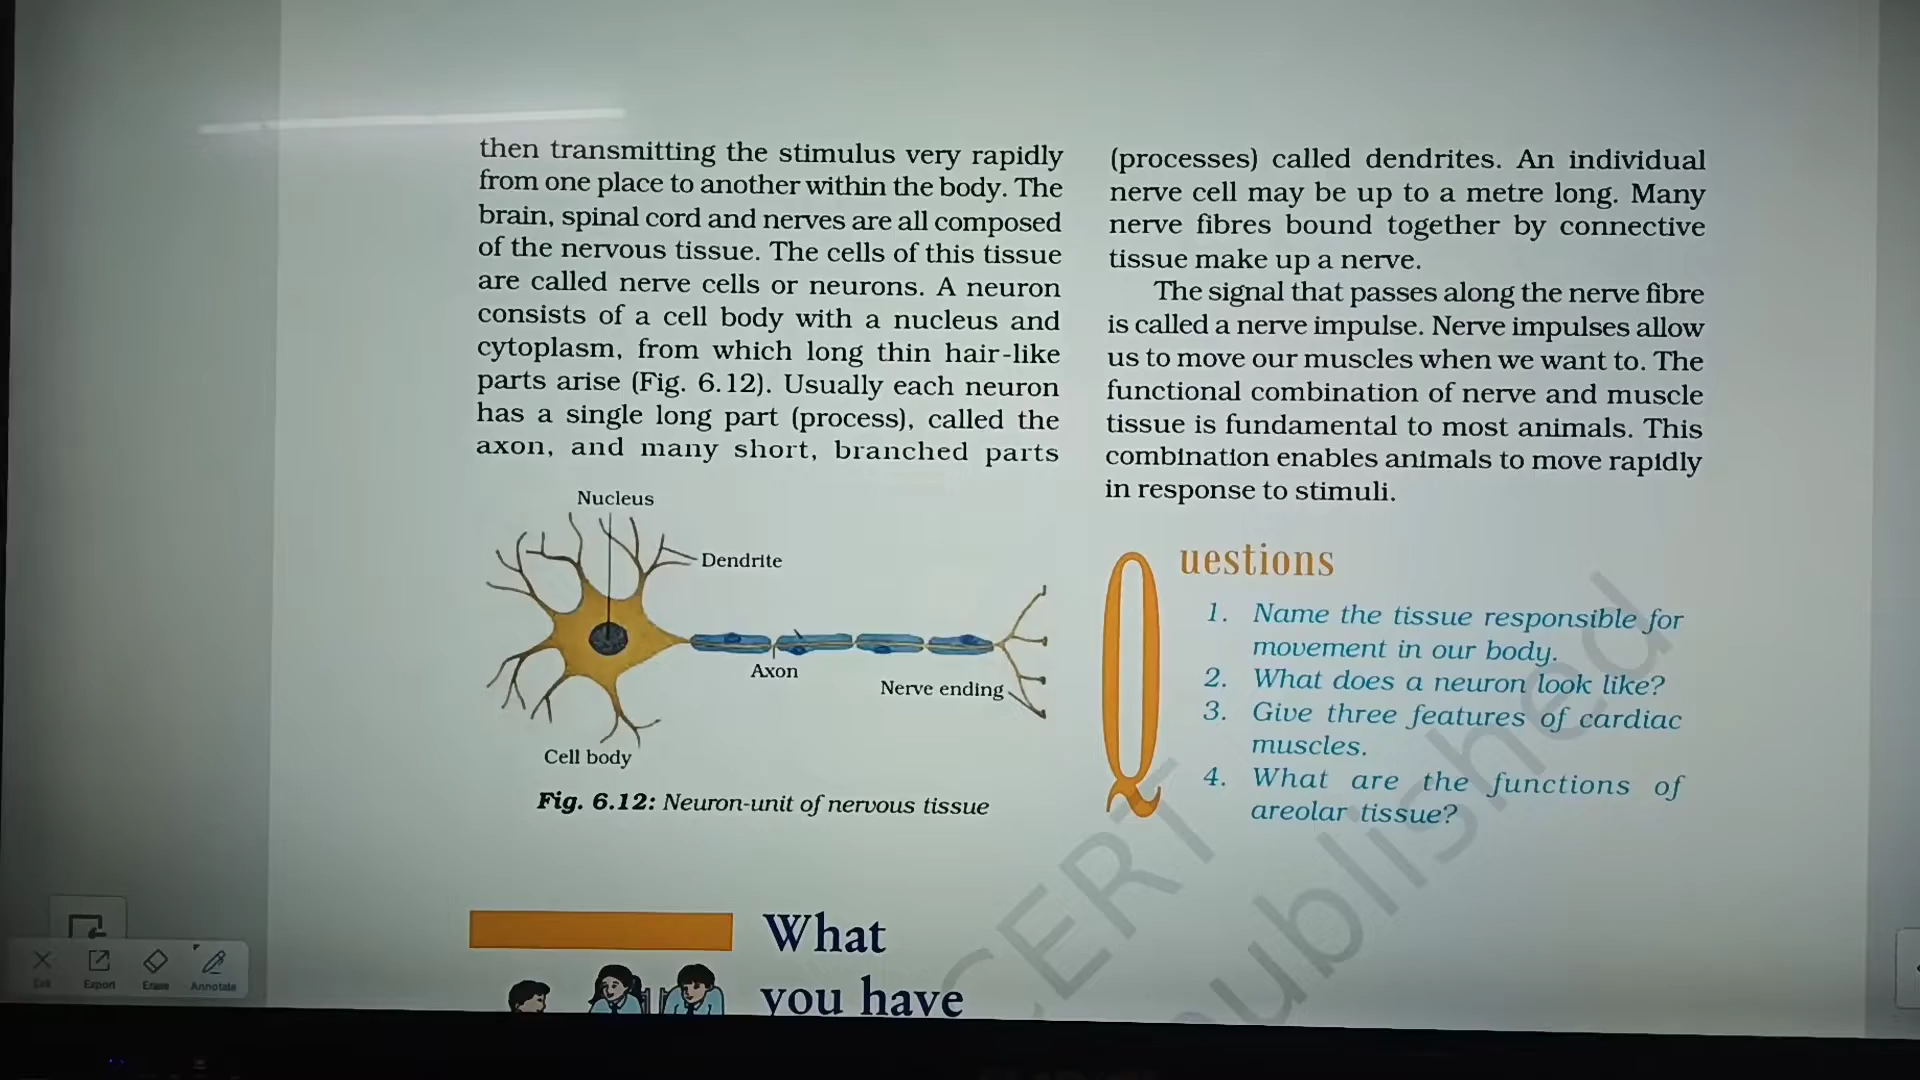 then transmitting the stimulus very rapidly
from one place to another within the body. The
brain, spinal cord and nerves are all composed
of the nervous tissue. The cells of this tissue
are called nerve cells or neurons. A neuron
consists of a cell body with a nucleus and
cytoplasm, from which long thin hair-like
parts arise (Fig. 6.12). Usually each neuron
has a single long part (process), called the
axon, and many short, branched parts
Nucleus
Dendrite
Axon
Nerve ending
Cell body
Fig. 6.12: Neuron-unit of nervous tissue
(processes) called dendrites. An individual
nerve cell may be up to a metre long. Many
nerve fibres bound together by connective
tissue make up a nerve.
The signal that passes along the nerve fibre
is called a nerve impulse. Nerve impulses allow
us to move our muscles when we want to. The
functional combination of nerve and muscle
tissue is fundamental to most animals. This
combination enables animals to move rapidly
in response to stimuli.
Questions
1. Name the tissue responsible for
movement in our body.
2. What does a neuron look like?
3. Give three features of cardiac
muscles.
4. What are the functions of
areolar tissue?
What
you have
CERT
ublished
Exit Export Erase Annotate